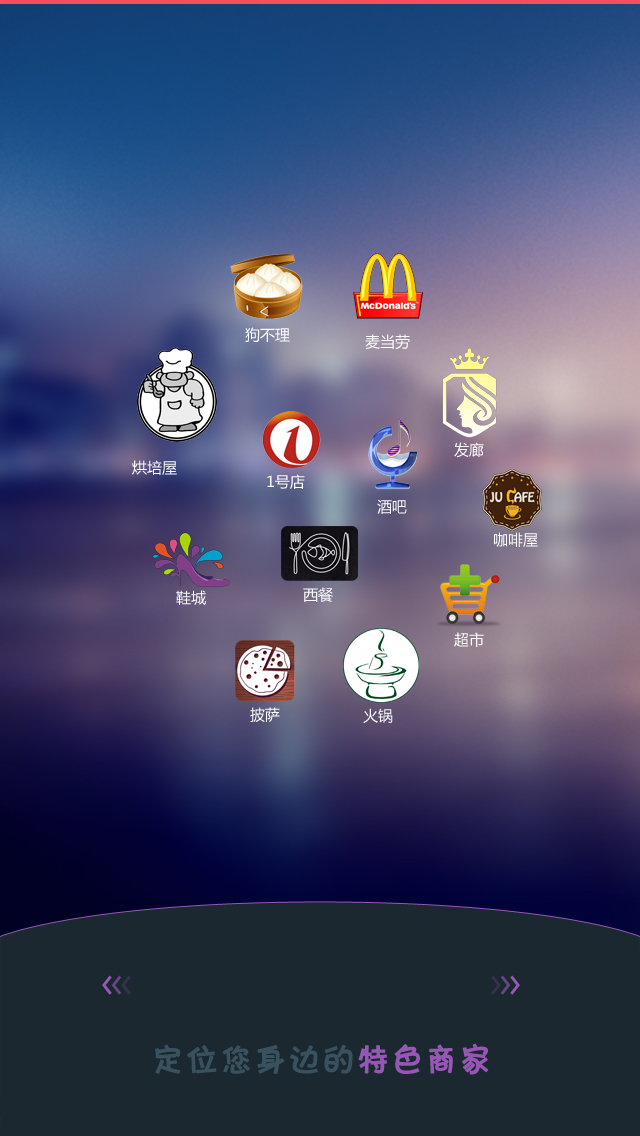 McDonald's
狗不理
麦当劳
发廊
烘培屋
1号店
酒吧
JU CAFE
咖啡屋
鞋城
西餐
超市
披萨
火锅
定位您身边的特色商家